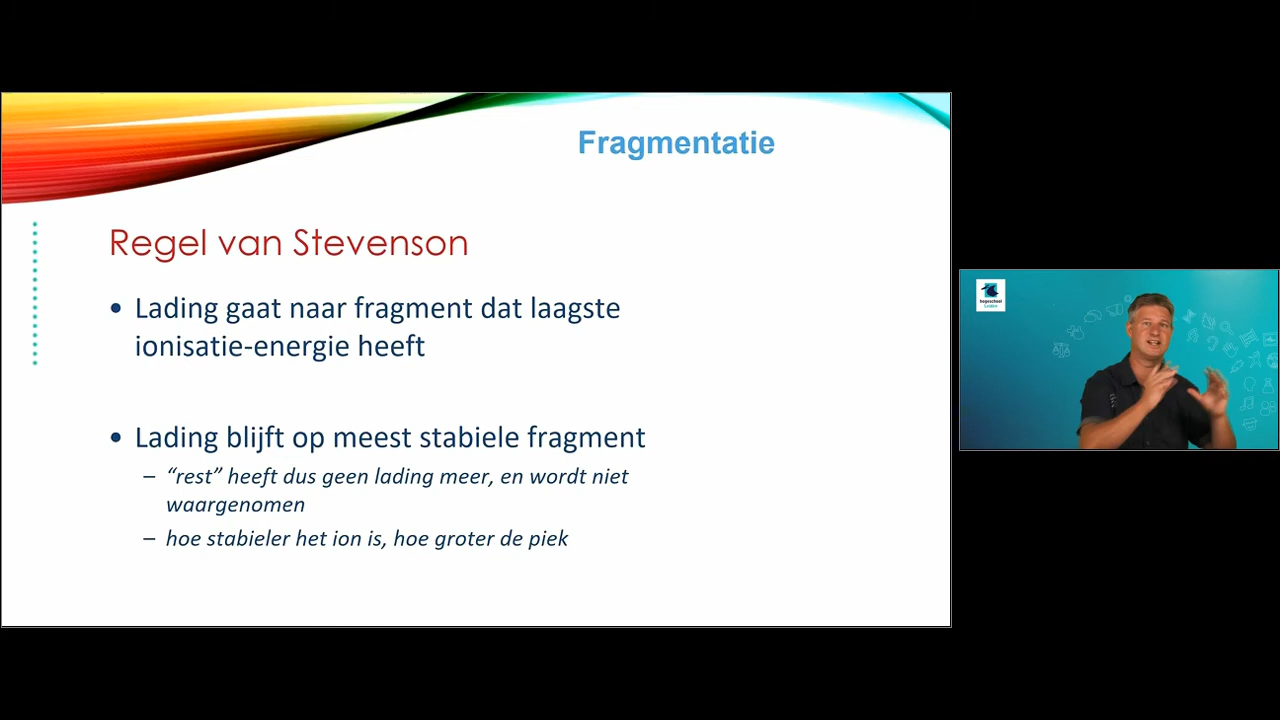 Fragmentatie
Regel van Stevenson
• Lading gaat naar fragment dat laagste
ionisatie-energie heeft
• Lading blijft op meest stabiele fragment
– “rest” heeft dus geen lading meer, en wordt niet
waargenomen
– hoe stabieler het ion is, hoe groter de piek
hogeschool
Leiden